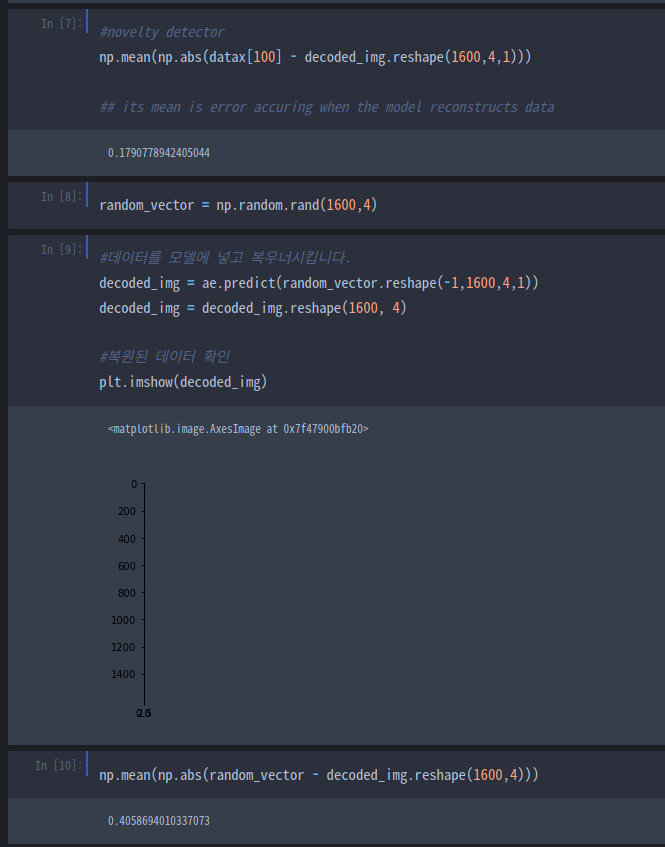 In [7]:
#novelty detector
np.mean(np.abs(datax[100] - decoded_img.reshape(1600,4,1)))
## its mean is error accuring when the model reconstructs data
0.1790778942405044
In [8]:
random_vector = np.random.rand(1600,4)
In [9]:
#데이터를 모델에 넣고 복우너시킵니다.
decoded_img = ae.predict(random_vector.reshape(-1,1600,4,1))
decoded_img = decoded_img.reshape(1600, 4)
#복원된 데이터 확인
plt.imshow(decoded_img)
<matplotlib.image.AxesImage at 0x7f47900bfb20>
0
200
400
600
800
1000
1200
1400
In [10]:
np.mean(np.abs(random_vector - decoded_img.reshape(1600,4)))
0.4058694010337073